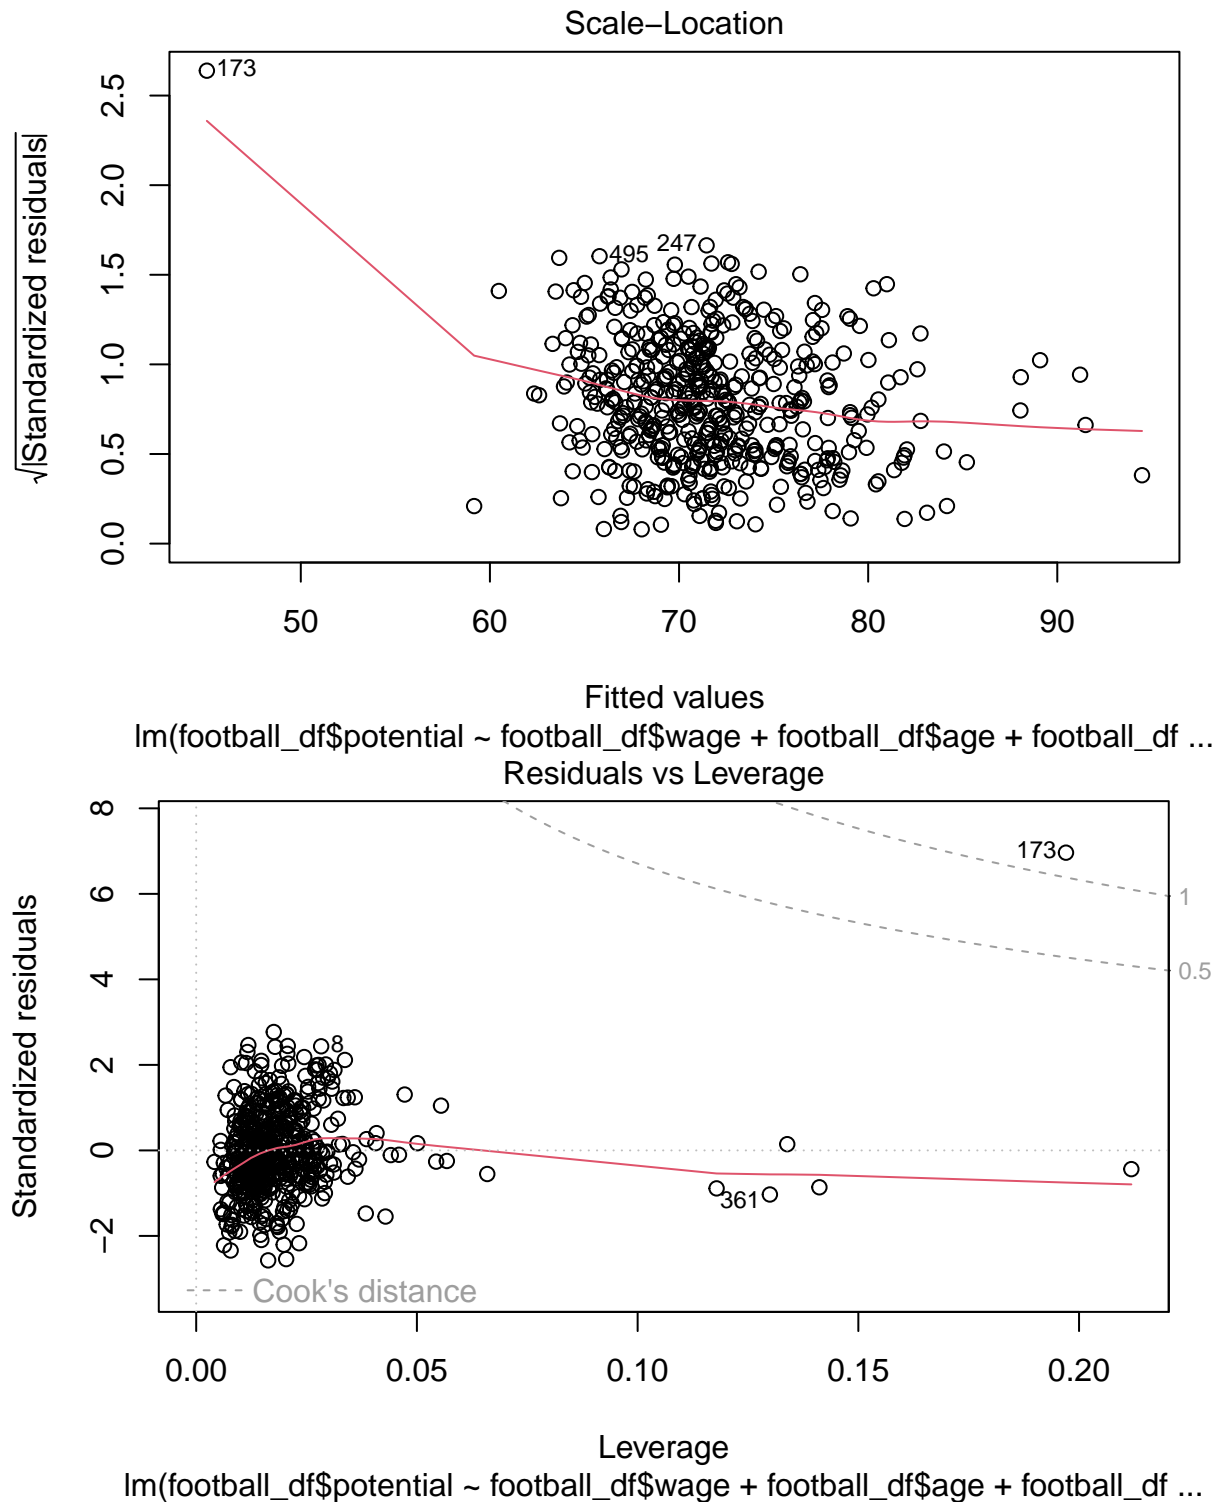 Scale−Location
173
247
495
√|Standardized residuals|
0.0
0.5
1.0
1.5
2.0
2.5
50 60 70 80 90
Fitted values
lm(football_df$potential ~ football_df$wage + football_df$age + football_df ...
Residuals vs Leverage
173
1
0.5
8
361
Standardized residuals
−2
0
2
4
6
8
Cook's distance
0.00 0.05 0.10 0.15 0.20
Leverage
lm(football_df$potential ~ football_df$wage + football_df$age + football_df ...